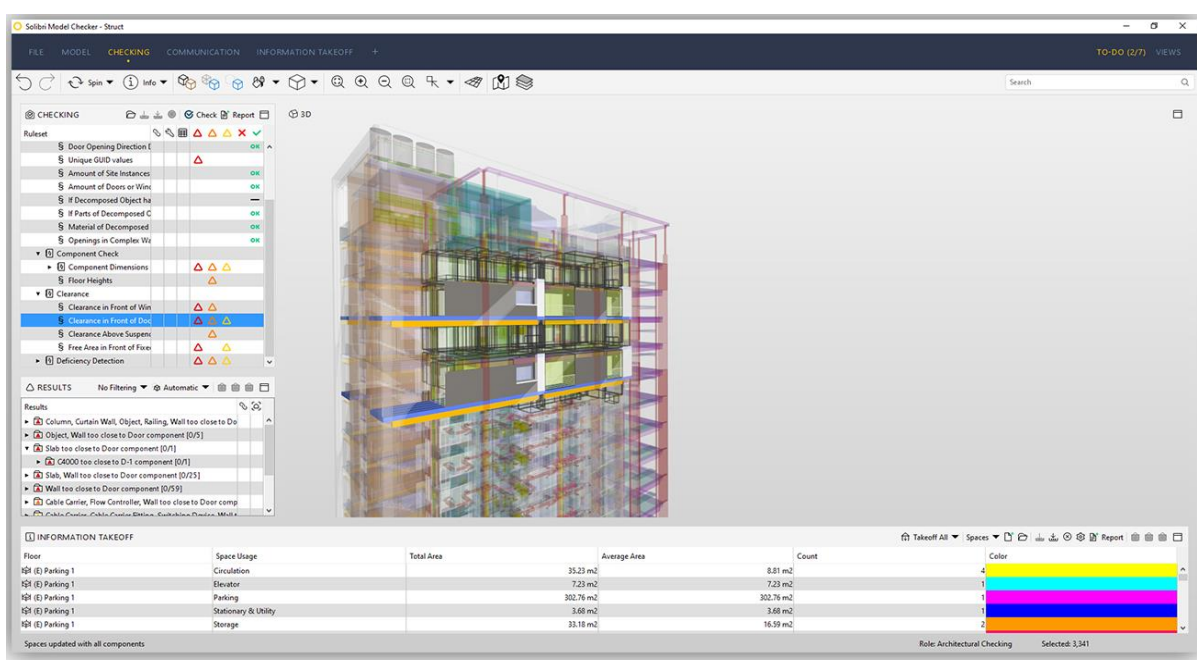 Solibri Model Checker - Struct
FILE MODEL CHECKING COMMUNICATION INFORMATION TAKEOFF + TO-DO (2/7) VIEWS
Spin Info Search
CHECKING Check Report 3D
Ruleset
§ Door Opening Direction D OK
§ Unique GUID values
§ Amount of Site Instances OK
§ Amount of Doors or Wind OK
§ If Decomposed Object ha
§ If Parts of Decomposed C OK
§ Material of Decomposed OK
§ Openings in Complex Wa OK
Component Check
Component Dimensions
§ Floor Heights
Clearance
§ Clearance in Front of Win
§ Clearance in Front of Doo
§ Clearance Above Suspend
§ Free Area in Front of Fixe
Deficiency Detection
RESULTS No Filtering Automatic
Results
Column, Curtain Wall, Object, Railing, Wall too close to Do
Object, Wall too close to Door component [0/5]
Slab too close to Door component [0/1]
C4000 too close to D-1 component [0/1]
Slab, Wall too close to Door component [0/25]
Wall too close to Door component [0/59]
Cable Carrier, Flow Controller, Wall too close to Door comp
Cable Carrier, Cable Carrier Fitting, Switching Device, Wall t
INFORMATION TAKEOFF Takeoff All Spaces Report
Floor Space Usage Total Area Average Area Count Color
(E) Parking 1 Circulation 35.23 m2 8.81 m2 4
(E) Parking 1 Elevator 7.23 m2 7.23 m2 1
(E) Parking 1 Parking 302.76 m2 302.76 m2 1
(E) Parking 1 Stationary & Utility 3.68 m2 3.68 m2 1
(E) Parking 1 Storage 33.18 m2 16.59 m2 2
Spaces updated with all components Role: Architectural Checking Selected: 3,341